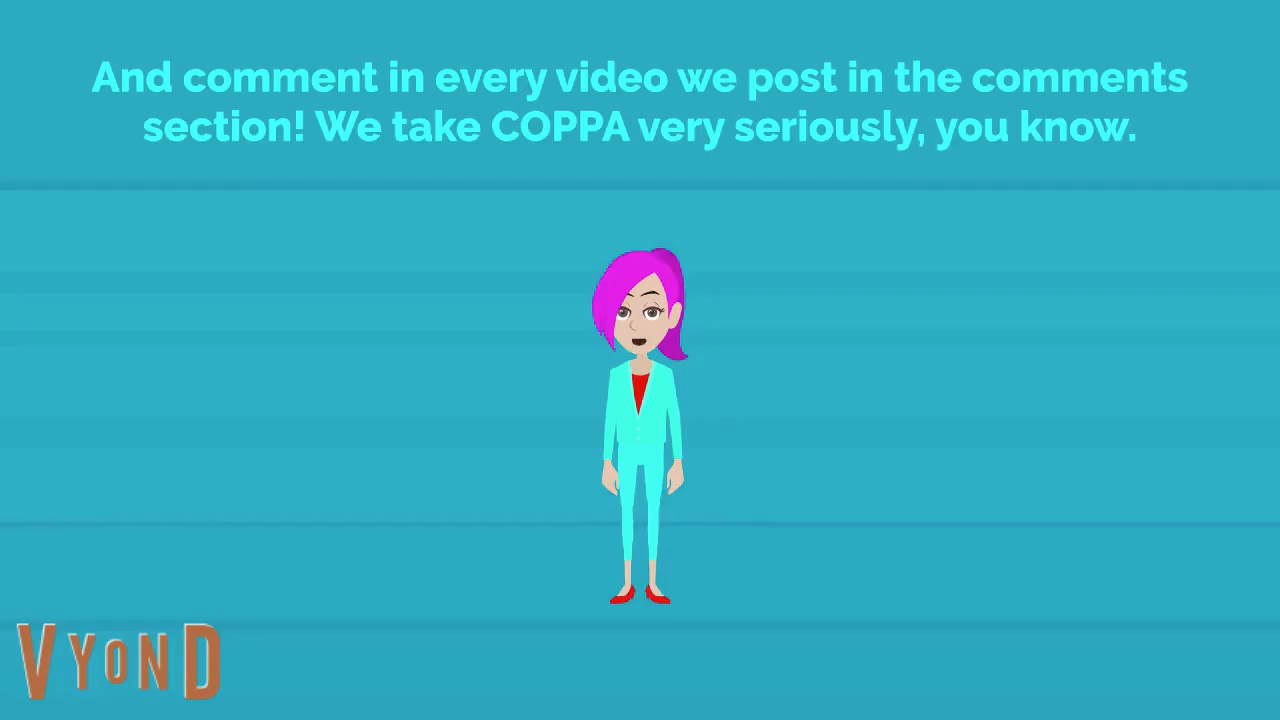 And comment in every video we post in the comments
section! We take COPPA very seriously, you know.
VYOND